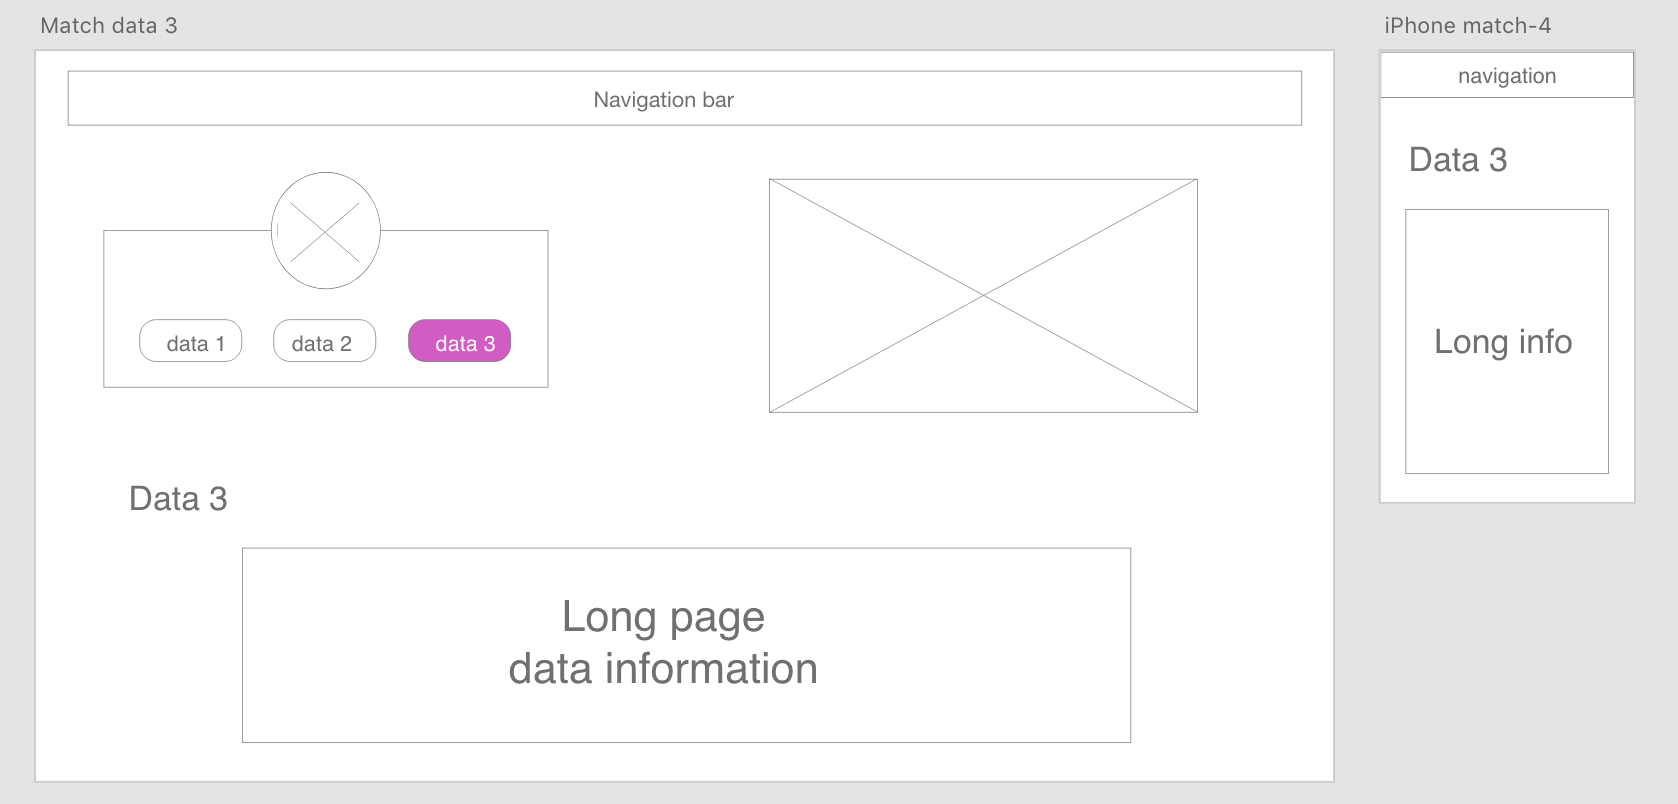 Match data 3
Navigation bar
data 1
data 2
data 3
Data 3
Long page
data information
iPhone match-4
navigation
Data 3
Long info